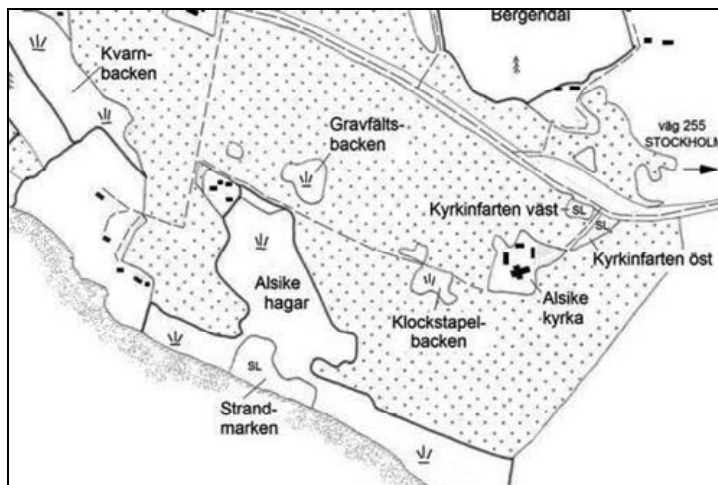 Bergendal
Kvarn-
backen
Gravfälts-
backen
väg 255
STOCKHOLM
Kyrkinfarten väst
SL
SL
Kyrkinfarten öst
Alsike
hagar
Alsike
kyrka
Klockstapel-
backen
SL
Strand-
marken